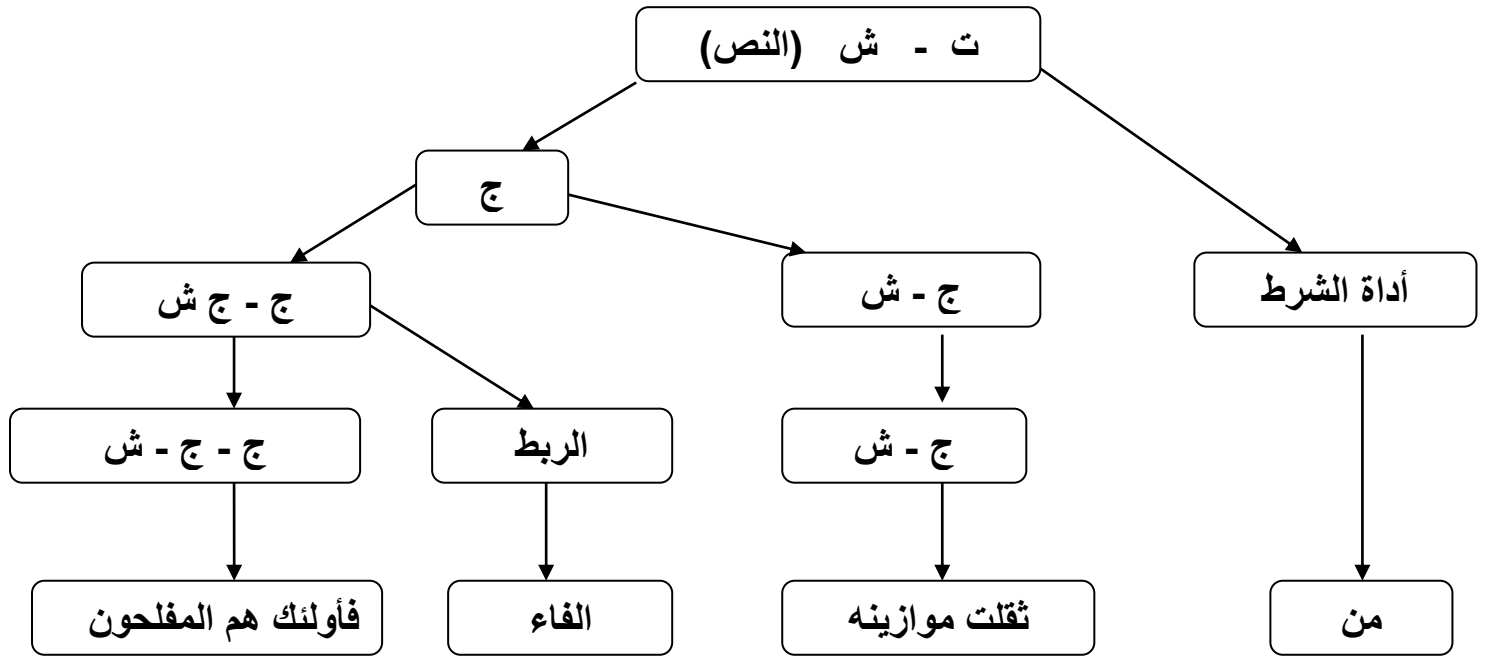 ت - ش (النص)
ج
أداة الشرط
ج - ش
ج - ج ش
ج - ش
الربط
ج - ج - ش
من
ثقلت موازينه
الفاء
فأولئك هم المفلحون